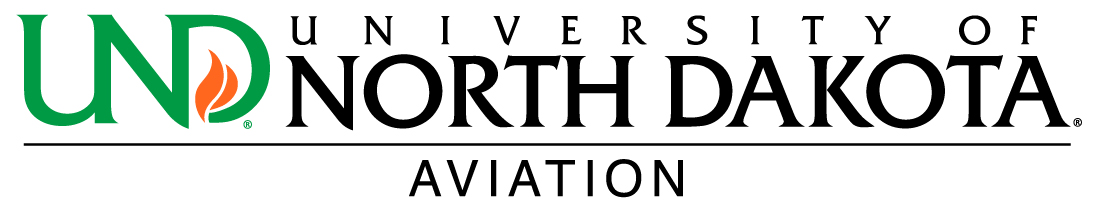 UND®
UNIVERSITY OF
NORTH DAKOTA®
AVIATION